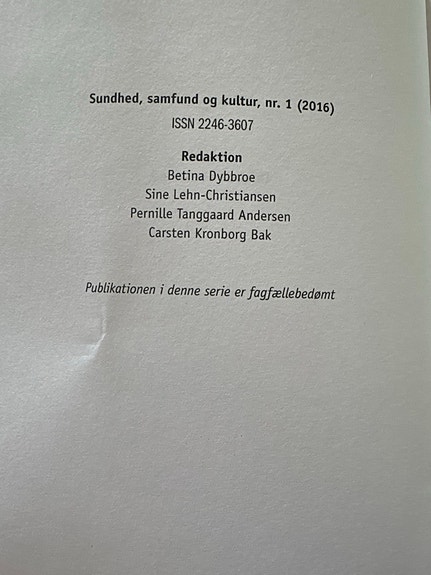 Sundhed, samfund og kultur, nr. 1 (2016)
ISSN 2246-3607
Redaktion
Betina Dybbroe
Sine Lehn-Christiansen
Pernille Tanggaard Andersen
Carsten Kronborg Bak
Publikationen i denne serie er fagfællebedømt